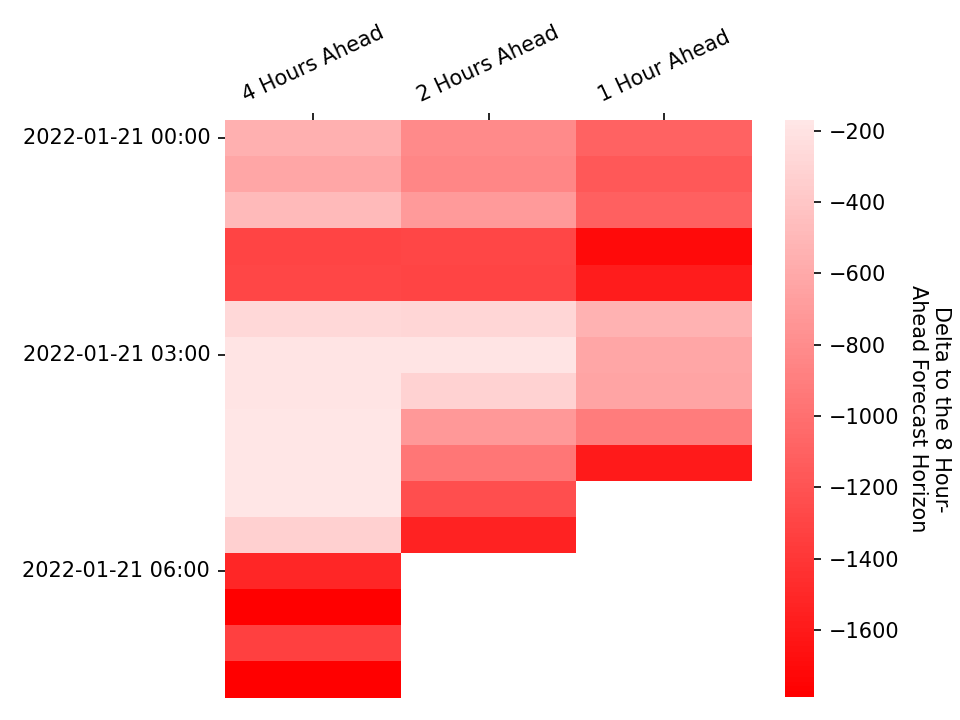 4 Hours Ahead
2 Hours Ahead
1 Hour Ahead
2022-01-21 00:00
2022-01-21 03:00
2022-01-21 06:00
−200
−400
−600
−800
−1000
−1200
−1400
−1600
Delta to the 8 Hour-
Ahead Forecast Horizon